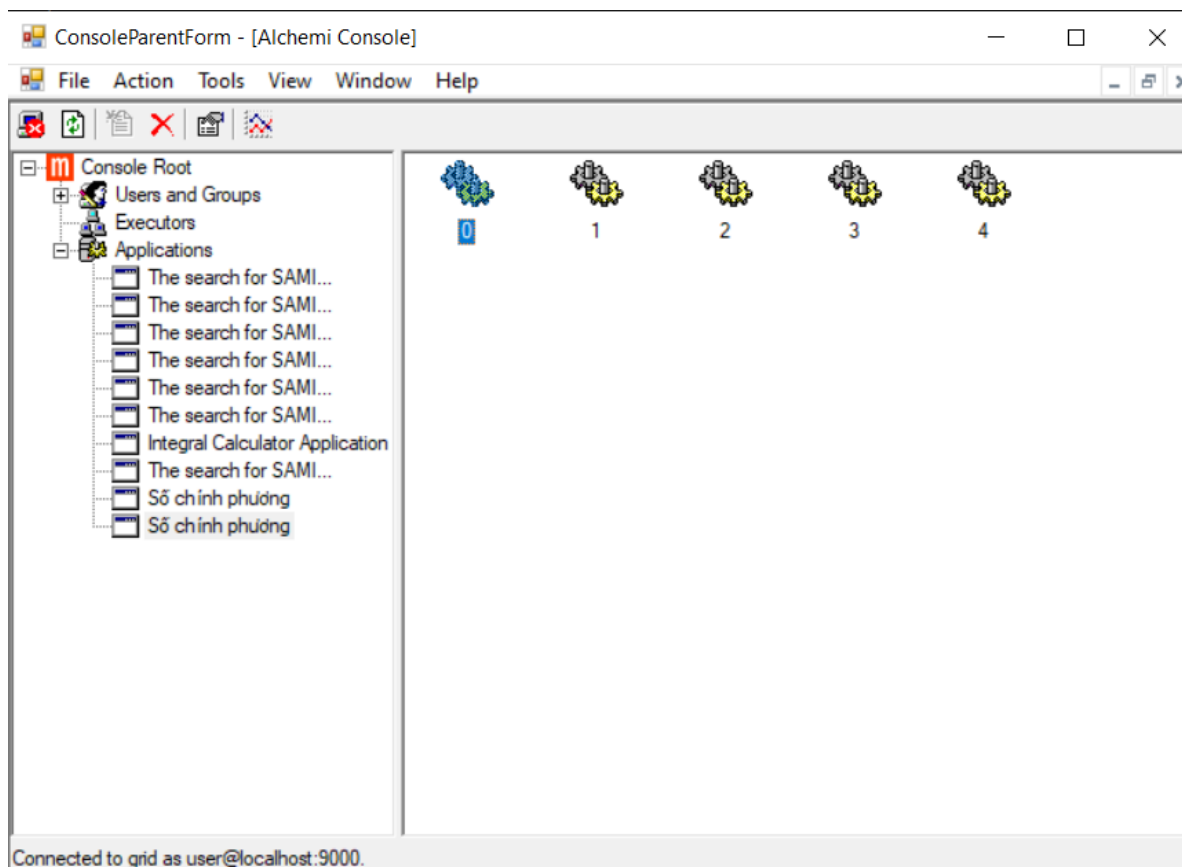 ConsoleParentForm - [Alchemi Console]
File Action Tools View Window Help
Console Root
Users and Groups
Executors
Applications
The search for SAMI...
The search for SAMI...
The search for SAMI...
The search for SAMI...
The search for SAMI...
The search for SAMI...
Integral Calculator Application
The search for SAMI...
Số chính phương
Số chính phương
0 1 2 3 4
Connected to grid as user@localhost:9000.